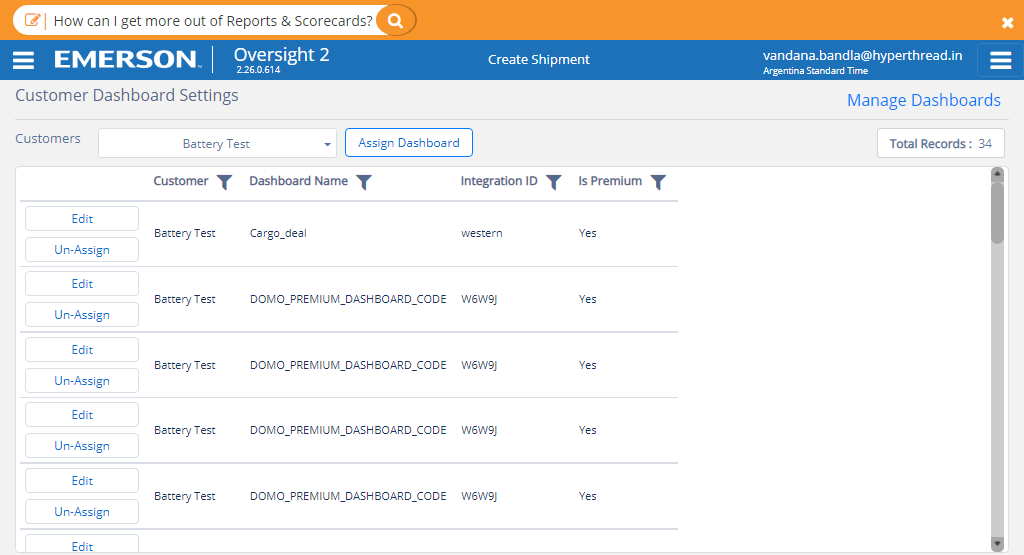 How can I get more out of Reports & Scorecards?
EMERSON
Oversight 2
2.26.0.614
Create Shipment
vandana.bandla@hyperthread.in
Argentina Standard Time
Customer Dashboard Settings
Manage Dashboards
Customers
Battery Test
Assign Dashboard
Total Records : 34
Customer Dashboard Name Integration ID Is Premium
Edit
Un-Assign
Battery Test Cargo_deal western Yes
Edit
Un-Assign
Battery Test DOMO_PREMIUM_DASHBOARD_CODE W6W9J Yes
Edit
Un-Assign
Battery Test DOMO_PREMIUM_DASHBOARD_CODE W6W9J Yes
Edit
Un-Assign
Battery Test DOMO_PREMIUM_DASHBOARD_CODE W6W9J Yes
Edit
Un-Assign
Battery Test DOMO_PREMIUM_DASHBOARD_CODE W6W9J Yes
Edit